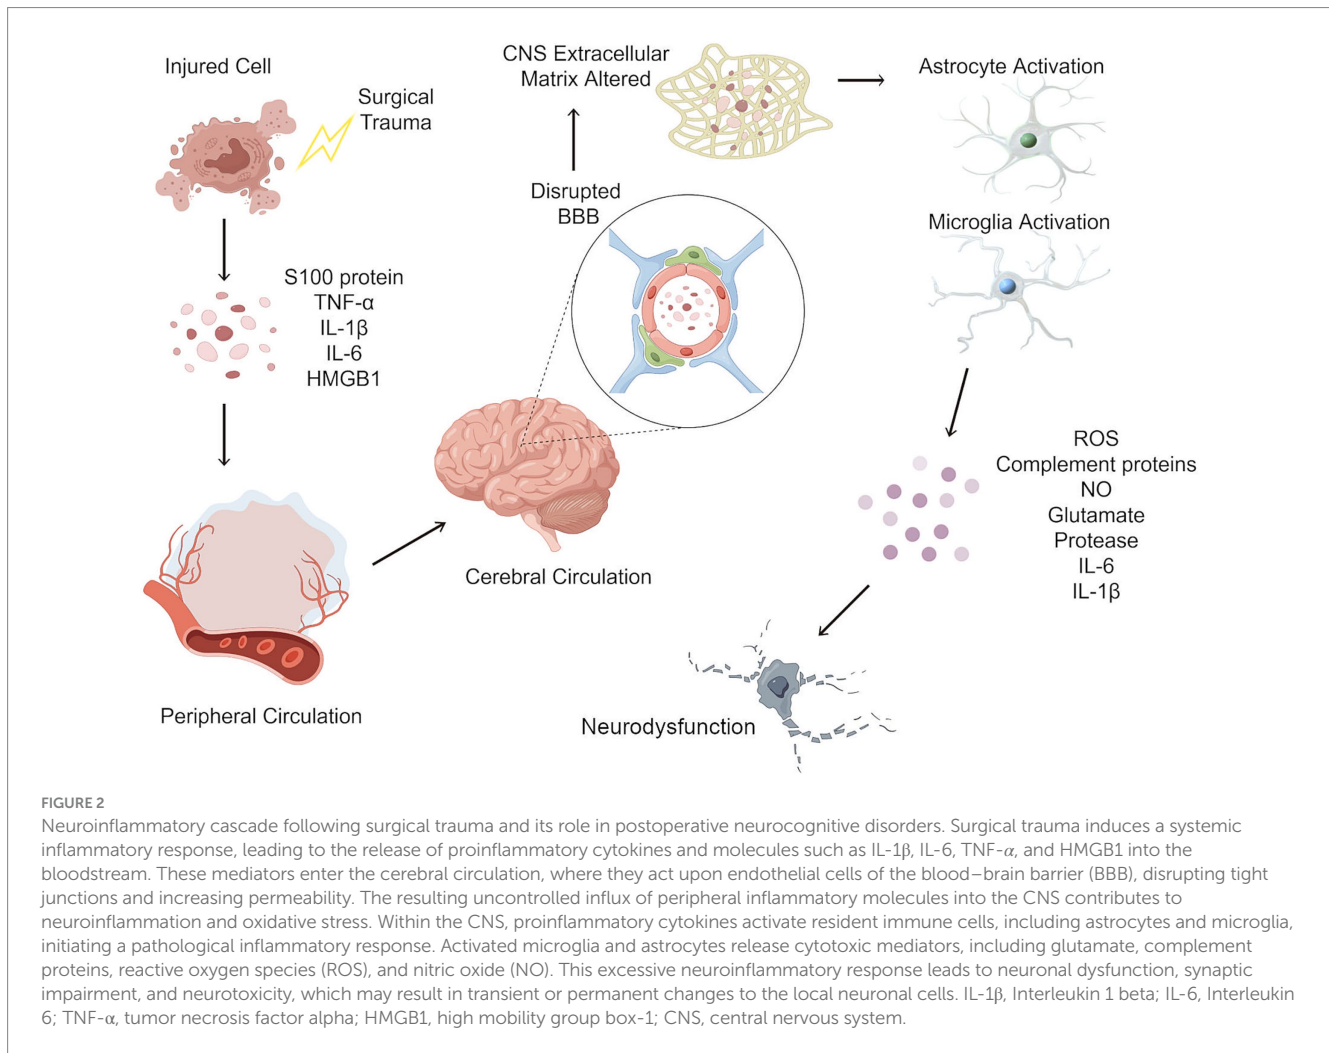 Injured Cell
Surgical
Trauma
S100 protein
TNF-α
IL-1β
IL-6
HMGB1
Peripheral Circulation
Cerebral Circulation
Disrupted
BBB
CNS Extracellular
Matrix Altered
Astrocyte Activation
Microglia Activation
ROS
Complement proteins
NO
Glutamate
Protease
IL-6
IL-1β
Neurodysfunction
FIGURE 2
Neuroinflammatory cascade following surgical trauma and its role in postoperative neurocognitive disorders. Surgical trauma induces a systemic
inflammatory response, leading to the release of proinflammatory cytokines and molecules such as IL-1β, IL-6, TNF-α, and HMGB1 into the
bloodstream. These mediators enter the cerebral circulation, where they act upon endothelial cells of the blood–brain barrier (BBB), disrupting tight
junctions and increasing permeability. The resulting uncontrolled influx of peripheral inflammatory molecules into the CNS contributes to
neuroinflammation and oxidative stress. Within the CNS, proinflammatory cytokines activate resident immune cells, including astrocytes and microglia,
initiating a pathological inflammatory response. Activated microglia and astrocytes release cytotoxic mediators, including glutamate, complement
proteins, reactive oxygen species (ROS), and nitric oxide (NO). This excessive neuroinflammatory response leads to neuronal dysfunction, synaptic
impairment, and neurotoxicity, which may result in transient or permanent changes to the local neuronal cells. IL-1β, Interleukin 1 beta; IL-6, Interleukin
6; TNF-α, tumor necrosis factor alpha; HMGB1, high mobility group box-1; CNS, central nervous system.